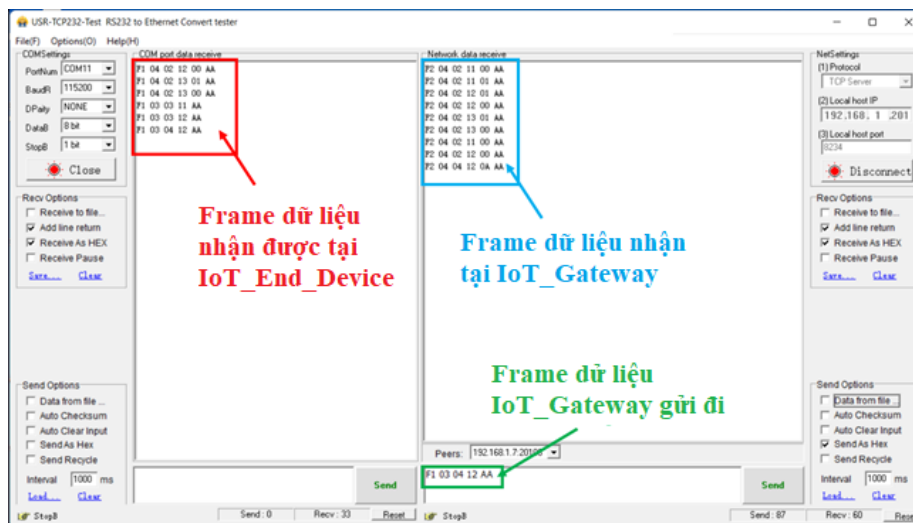 USR-TCP232-Test RS232 to Ethernet Convert tester
File(F) Options(O) Help(H)
COMSettings
PortNum COM11
BaudR 115200
DPaity NONE
DataB 8 bit
StopB 1 bit
Close
Recv Options
Receive to file...
Add line return
Receive As HEX
Receive Pause
Save... Clear
Send Options
Data from file ...
Auto Checksum
Auto Clear Input
Send As Hex
Send Recycle
Interval 1000 ms
Load... Clear
COM port data receive
F1 04 02 12 00 AA
F1 04 02 13 01 AA
F1 04 02 13 00 AA
F1 03 03 11 AA
F1 03 03 12 AA
F1 03 04 12 AA
Frame dữ liệu
nhận được tại
IoT_End_Device
Send
Network data receive
F2 04 02 11 00 AA
F2 04 02 11 01 AA
F2 04 02 12 01 AA
F2 04 02 12 00 AA
F2 04 02 13 01 AA
F2 04 02 13 00 AA
F2 04 02 11 00 AA
F2 04 02 12 00 AA
F2 04 04 12 0A AA
Frame dữ liệu nhận
tại IoT_Gateway
Frame dữ liệu
IoT_Gateway gửi đi
Peers:
F1 03 04 12 AA
Send
NetSettings
(1) Protocol
TCP Server
(2) Local host IP
192.168. 1 .201
(3) Local host port
8234
Disconnect
Recv Options
Receive to file...
Add line return
Receive As HEX
Receive Pause
Save... Clear
Send Options
Data from file ...
Auto Checksum
Auto Clear Input
Send As Hex
Send Recycle
Interval 1000 ms
Load... Clear
StopB Send : 0 Recv : 33 Reset
StopB Send : 87 Recv : 60 Rese